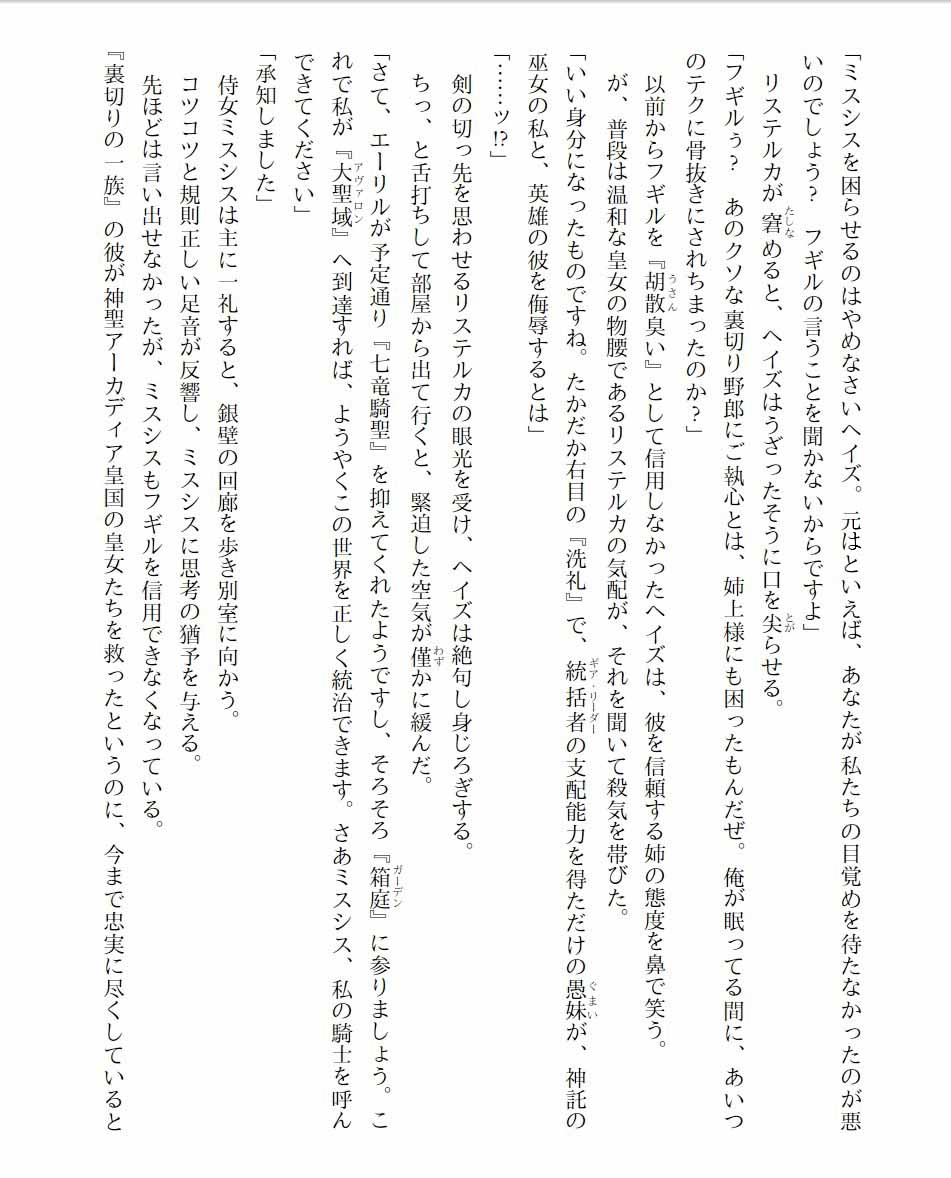 「ミスシスを困らせるのはやめなさいヘイズ。元はといえば、あなたが私たちの目覚めを待たなかったのが悪
いのでしょう？　フギルの言うことを聞かないからですよ」
　リステルカが窘めると、ヘイズはうざったそうに口を尖らせる。
「フギルぅ？　あのクソな裏切り野郎にご執心とは、姉上様にも困ったもんだぜ。俺が眠ってる間に、あいつ
のテクに骨抜きにされちまったのか？」
　以前からフギルを『胡散臭い』として信用しなかったヘイズは、彼を信頼する姉の態度を鼻で笑う。
　が、普段は温和な皇女の物腰であるリステルカの気配が、それを聞いて殺気を帯びた。
「いい身分になったものですね。たかだか右目の『洗礼』で、統括者の支配能力を得ただけの愚妹が、神託の
巫女の私と、英雄の彼を侮辱するとは」
「……ッ!?」
　剣の切っ先を思わせるリステルカの眼光を受け、ヘイズは絶句し身じろぎする。
　ちっ、と舌打ちして部屋から出て行くと、緊迫した空気が僅かに緩んだ。
「さて、エーリルが予定通り『七竜騎聖』を抑えてくれたようですし、そろそろ『箱庭』に参りましょう。こ
れで私が『大聖域』へ到達すれば、ようやくこの世界を正しく統治できます。さあミスシス、私の騎士を呼ん
できてください」
「承知しました」
　侍女ミスシスは主に一礼すると、銀壁の回廊を歩き別室に向かう。
　コツコツと規則正しい足音が反響し、ミスシスに思考の猶予を与える。
　先ほどは言い出せなかったが、ミスシスもフギルを信用できなくなっている。
『裏切りの一族』の彼が神聖アーカディア皇国の皇女たちを救ったというのに、今まで忠実に尽くしていると